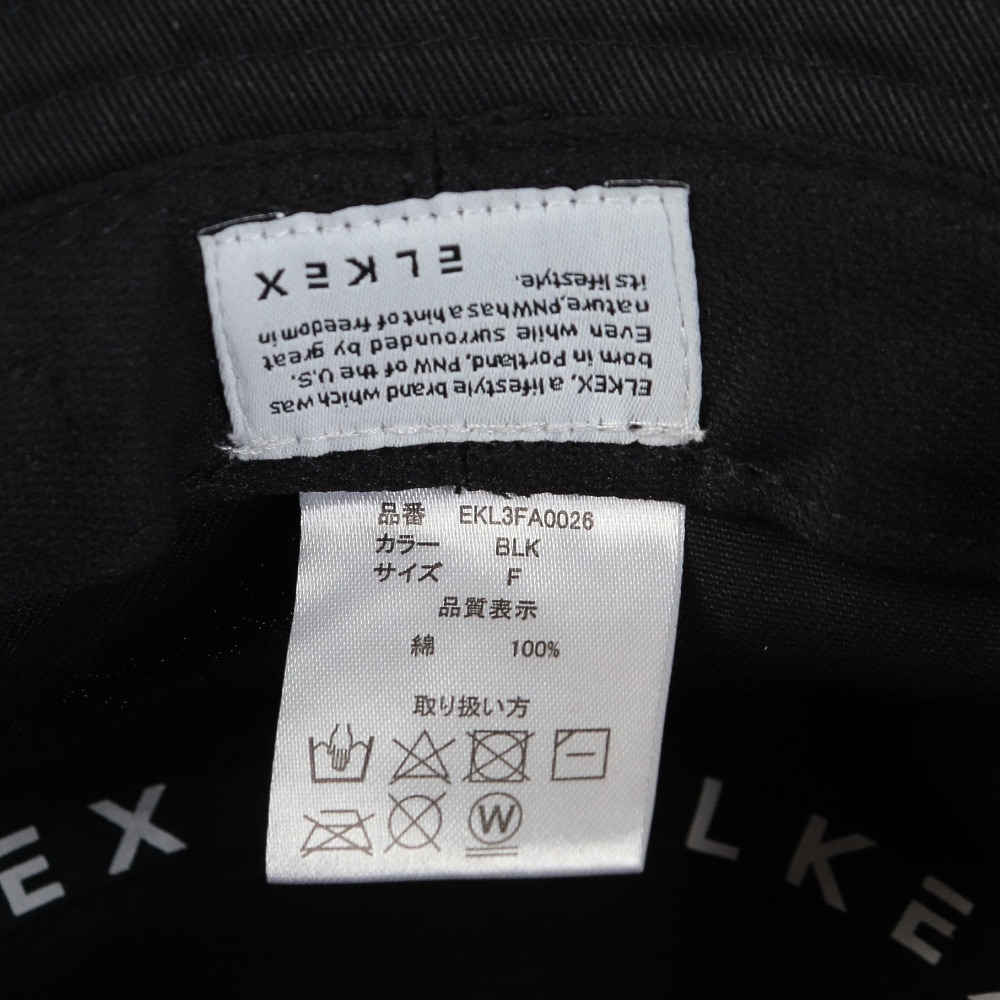 ELKEX, a lifestyle brand which was
born in Portland, PNW of the U.S.
Even while surrounded by great
nature,PNW has a hint of freedom in
its lifestyle.
ELKEX
品番 EKL3FA0026
カラー BLK
サイズ F
品質表示
綿 100%
取り扱い方
W
EX
LKEX